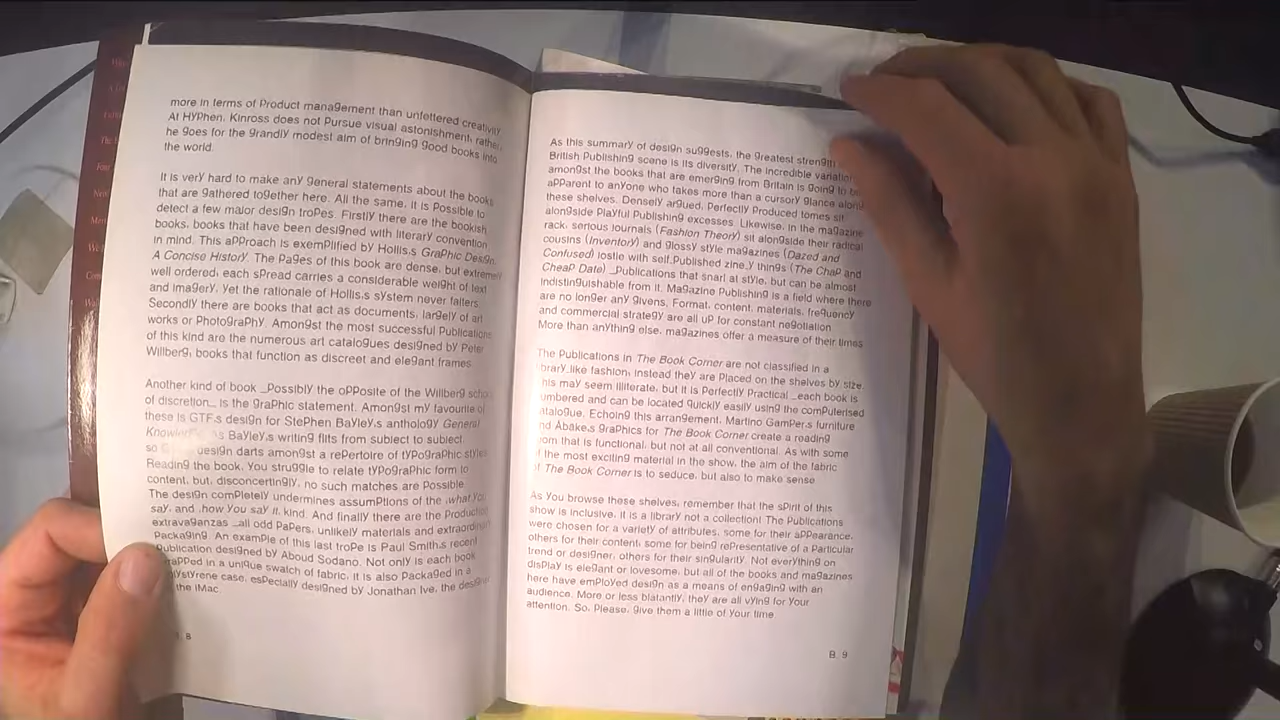 more in terms of Product management than unfettered creativity.
At HyPhen, Kinross does not Pursue visual astonishment, rather,
he goes for the grandly modest aim of bringing good books into
the world.
It is very hard to make any general statements about the books
that are gathered together here. All the same, it is Possible to
detect a few major design troPes. Firstly there are the bookish
books, books that have been designed with literary convention
in mind. This aPProach is exemPlified by Hollis,s GraPhic Design,
A Concise History. The Pages of this book are dense, but extremely
well ordered, each sPread carries a considerable weight of text
and imagery. Yet the rationale of Hollis,s system never falters.
Secondly there are books that act as documents, largely of art
works or PhotograPhy. Amongst the most successful Publications
of this kind are the numerous art catalogues designed by Peter
Willberg, books that function as discreet and elegant frames
Another kind of book _Possibly the oPPosite of the Willberg school
of discretion_ is the graPhic statement. Amongst my favourite of
these is GTF,s design for StePhen Bayley,s anthology General
Bayley,s writing flits from subject to subject
so design darts amongst a rePertoire of tyPograPhic styles
Reading the book, You struggle to relate tyPograPhic form to
content, but, disconcertingly, no such matches are Possible.
The design comPletely undermines assumPtions of the ,what You
say, and ,how You say it, kind. And finally there are the Production
extravaganzas _all odd PaPers, unlikely materials and extraordinary
Packaging. An examPle of this last troPe is Paul Smith,s recent
Publication designed by Aboud Sodano. Not only is each book
wraPPed in a unique swatch of fabric, it is also Packaged in a
case, esPecially designed by Jonathan Ive, the designer
the iMac
8
As this summary of design suggests, the greatest strength
British Publishing scene is its diversity. The incredible variation
amongst the books that are emerging from Britain is going to be
aPParent to anyone who takes more than a cursory glance along
these shelves. Densely argued, Perfectly Produced tomes sit
alongside Playful Publishing excesses. Likewise, in the magazine
rack, serious journals (Fashion Theory) sit alongside their radical
cousins (Inventory) and glossy style magazines (Dazed and
Confused) jostle with self Published zine_y things (The ChaP and
CheaP Date) _Publications that snarl at style, but can be almost
indistinguishable from it. Magazine Publishing is a field where there
are no longer any givens. Format, content, materials, frequency
and commercial strategy are all uP for constant negotiation.
More than anything else, magazines offer a measure of their times
The Publications in The Book Corner are not classified in a
library_like fashion, instead they are Placed on the shelves by size.
This may seem illiterate, but it is Perfectly Practical _each book is
numbered and can be located quickly easily using the comPuterised
catalogue. Echoing this arrangement, Martino GamPer,s furniture
and Åbake,s graPhics for The Book Corner create a reading
room that is functional, but not at all conventional. As with some
of the most exciting material in the show, the aim of the fabric
of The Book Corner is to seduce, but also to make sense
As You browse these shelves, remember that the sPirit of this
show is inclusive, it is a library not a collection! The Publications
were chosen for a variety of attributes, some for their aPPearance,
others for their content, some for being rePresentative of a Particular
trend or designer, others for their singularity. Not everything on
disPlay is elegant or lovesome, but all of the books and magazines
here have emPloyed design as a means of engaging with an
audience. More or less blatantly, they are all vying for Your
attention. So, Please, give them a little of Your time
B. 9